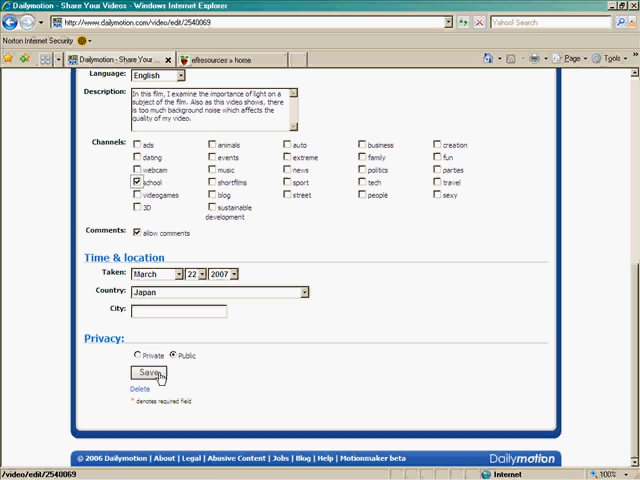 Dailymotion - Share Your Videos - Windows Internet Explorer
http://www.dailymotion.com/video/edit/2540069
Yahoo Search
Norton Internet Security
Dailymotion - Share Your ...
eflresources » home
Page
Tools
Language: English
Description: In this film, I examine the importance of light on a
subject of the film. Also as this video shows, there
is too much background noise which affects the
quality of my video.
Channels: ads animals auto business creation
dating events extreme family fun
webcam music news politics parties
school shortfilms sport tech travel
videogames blog street people sexy
3D sustainable
development
Comments: allow comments
Time & location
Taken: March 22 2007
Country: Japan
City:
Privacy:
Private Public
Save
Delete
* denotes required field
© 2006 Dailymotion | About | Legal | Abusive Content | Jobs | Blog | Help | Motionmaker beta
Dailymotion
/video/edit/2540069
Internet
100%